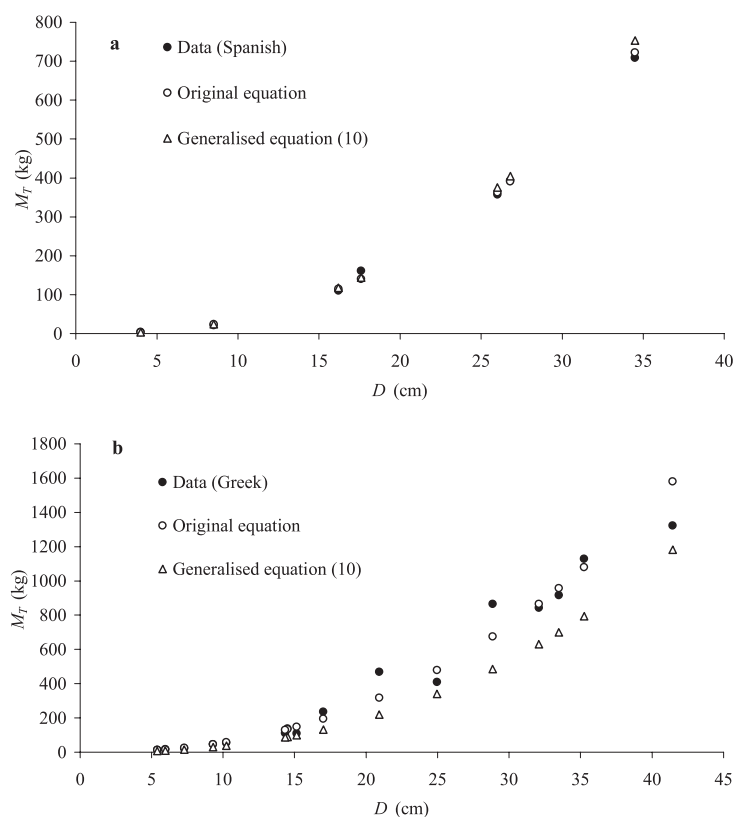 800
a
Data (Spanish)
700
600
Original equation
500
Generalised equation (10)
400
300
200
100
0
M_T (kg)
0 5 10 15 20 25 30 35 40
D (cm)
1800
b
1600
Data (Greek)
1400
Original equation
1200
Generalised equation (10)
1000
800
600
400
200
0
M_T (kg)
0 5 10 15 20 25 30 35 40 45
D (cm)